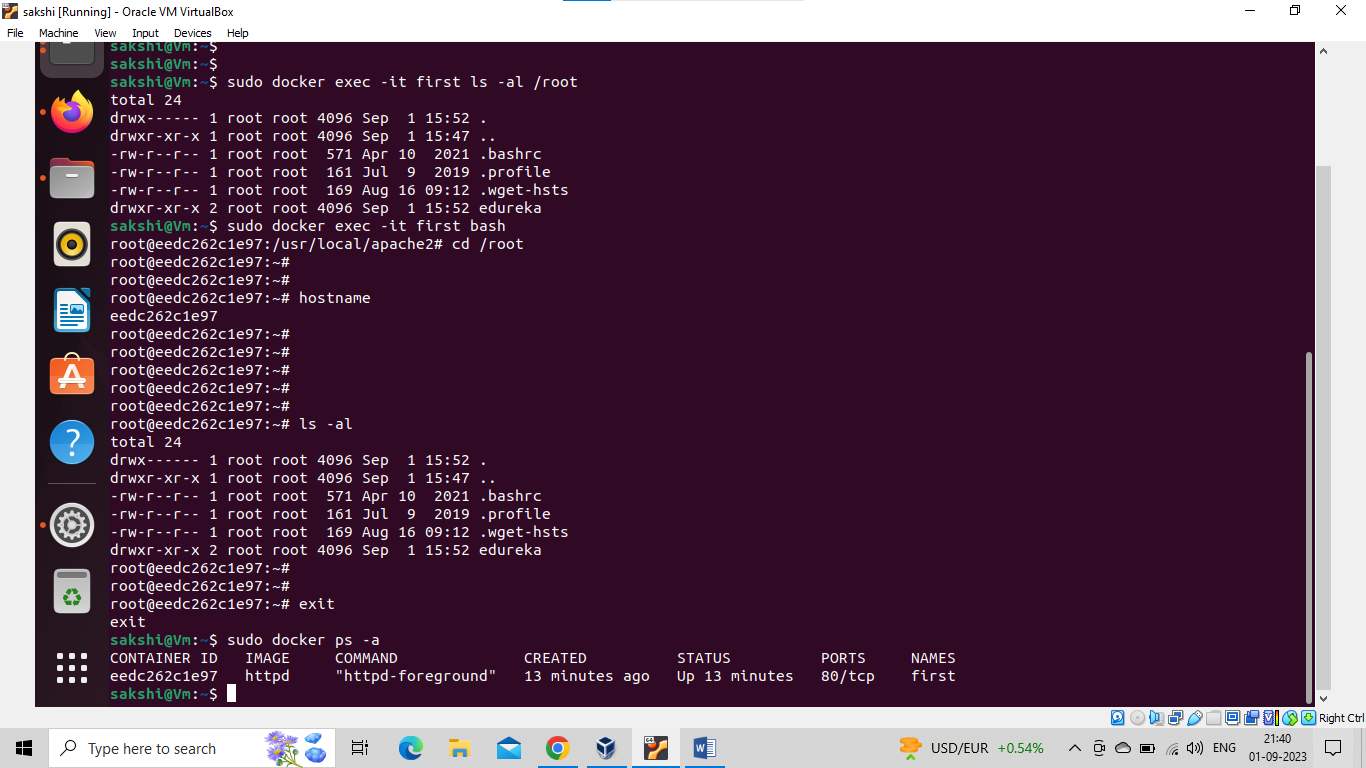 sakshi [Running] - Oracle VM VirtualBox
File Machine View Input Devices Help
sakshi@Vm:~$
sakshi@Vm:~$
sakshi@Vm:~$ sudo docker exec -it first ls -al /root
total 24
drwx------ 1 root root 4096 Sep  1 15:52 .
drwxr-xr-x 1 root root 4096 Sep  1 15:47 ..
-rw-r--r-- 1 root root  571 Apr 10  2021 .bashrc
-rw-r--r-- 1 root root  161 Jul  9  2019 .profile
-rw-r--r-- 1 root root  169 Aug 16 09:12 .wget-hsts
drwxr-xr-x 2 root root 4096 Sep  1 15:52 edureka
sakshi@Vm:~$ sudo docker exec -it first bash
root@eedc262c1e97:/usr/local/apache2# cd /root
root@eedc262c1e97:~#
root@eedc262c1e97:~#
root@eedc262c1e97:~# hostname
eedc262c1e97
root@eedc262c1e97:~#
root@eedc262c1e97:~#
root@eedc262c1e97:~#
root@eedc262c1e97:~#
root@eedc262c1e97:~#
root@eedc262c1e97:~# ls -al
total 24
drwx------ 1 root root 4096 Sep  1 15:52 .
drwxr-xr-x 1 root root 4096 Sep  1 15:47 ..
-rw-r--r-- 1 root root  571 Apr 10  2021 .bashrc
-rw-r--r-- 1 root root  161 Jul  9  2019 .profile
-rw-r--r-- 1 root root  169 Aug 16 09:12 .wget-hsts
drwxr-xr-x 2 root root 4096 Sep  1 15:52 edureka
root@eedc262c1e97:~#
root@eedc262c1e97:~#
root@eedc262c1e97:~# exit
exit
sakshi@Vm:~$ sudo docker ps -a
CONTAINER ID   IMAGE     COMMAND              CREATED          STATUS          PORTS     NAMES
eedc262c1e97   httpd     "httpd-foreground"   13 minutes ago   Up 13 minutes   80/tcp    first
sakshi@Vm:~$
Right Ctrl
Type here to search
USD/EUR +0.54%
ENG
21:40
01-09-2023